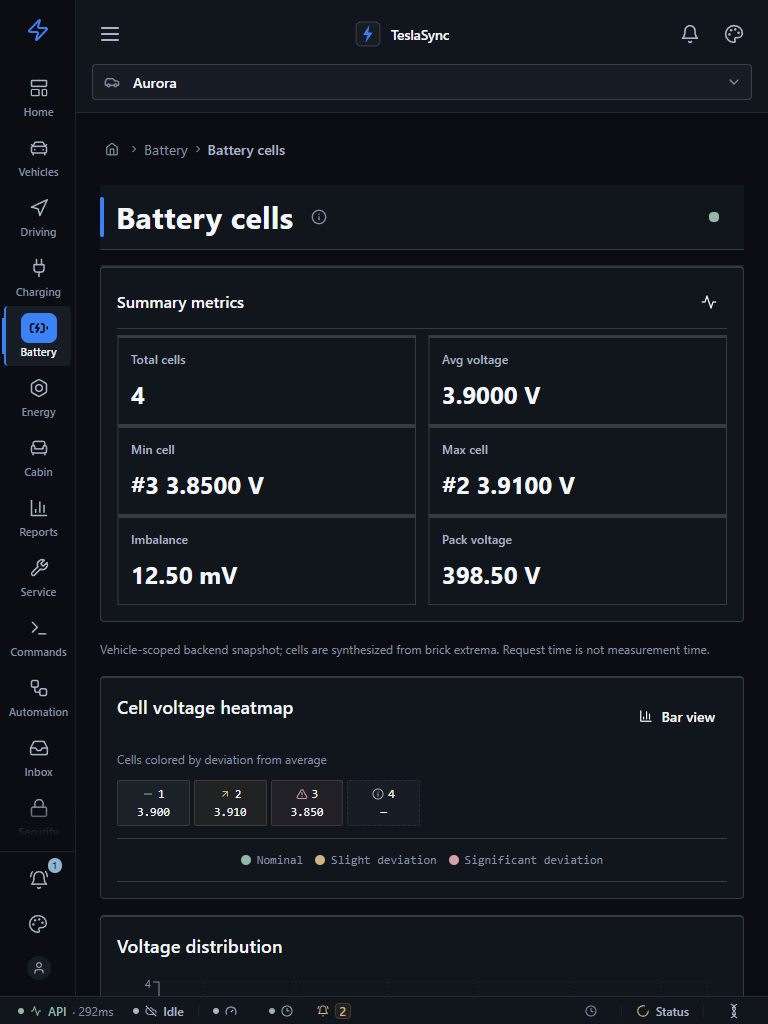 TeslaSync
Aurora
Home
Vehicles
Driving
Charging
Battery
Energy
Cabin
Reports
Service
Commands
Automation
Inbox
Security
1
Battery > Battery cells
Battery cells
Summary metrics
Total cells
4
Avg voltage
3.9000 V
Min cell
#3 3.8500 V
Max cell
#2 3.9100 V
Imbalance
12.50 mV
Pack voltage
398.50 V
Vehicle-scoped backend snapshot; cells are synthesized from brick extrema. Request time is not measurement time.
Cell voltage heatmap
Bar view
Cells colored by deviation from average
1
3.900
2
3.910
3
3.850
4
—
Nominal Slight deviation Significant deviation
Voltage distribution
4
API · 292ms Idle 2 Status